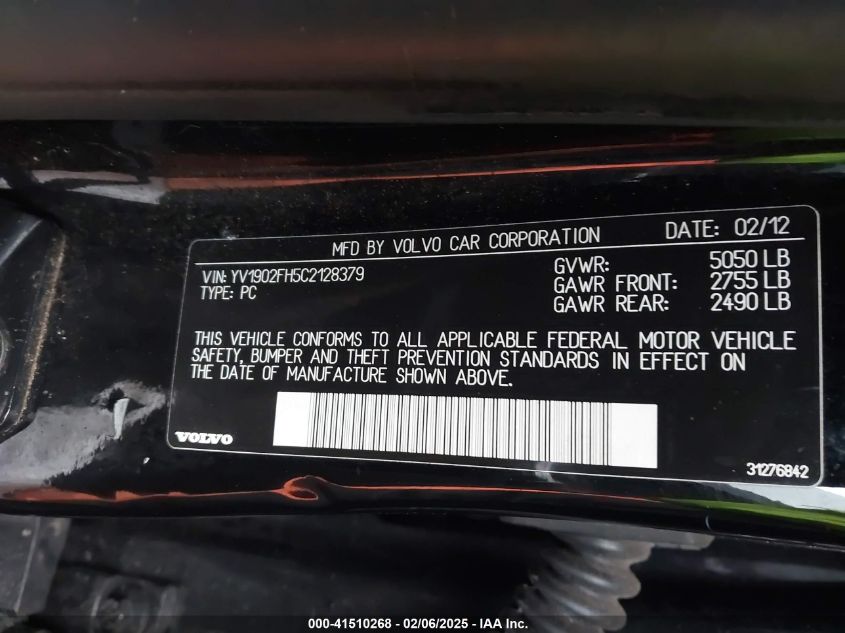 MFD BY VOLVO CAR CORPORATION DATE: 02/12
VIN: YV1902FH5C2128379 GVWR: 5050 LB
TYPE: PC GAWR FRONT: 2755 LB
GAWR REAR: 2490 LB
THIS VEHICLE CONFORMS TO ALL APPLICABLE FEDERAL MOTOR VEHICLE
SAFETY, BUMPER AND THEFT PREVENTION STANDARDS IN EFFECT ON
THE DATE OF MANUFACTURE SHOWN ABOVE.
VOLVO 31276842
000-41510268 - 02/06/2025 - IAA Inc.